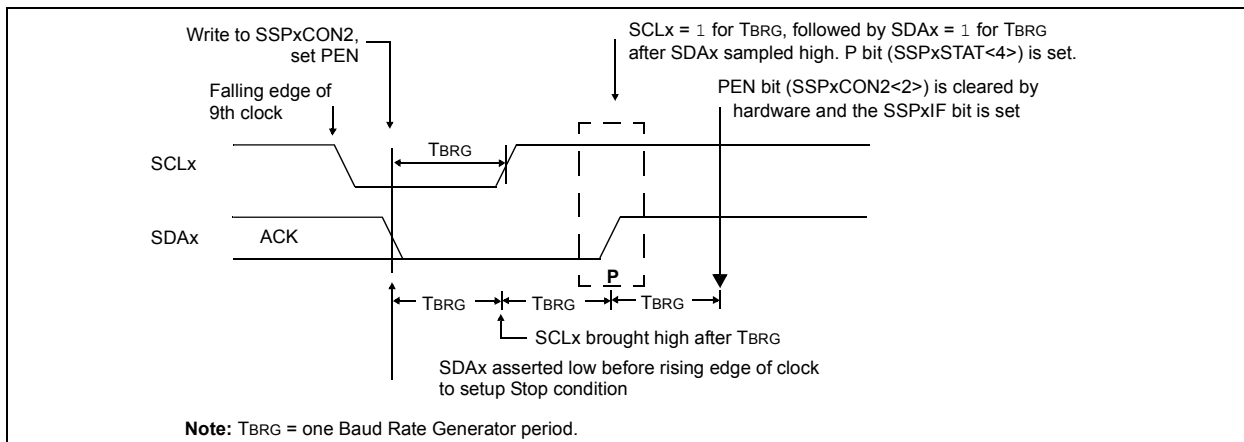 SCLx = 1 for TBRG, followed by SDAx = 1 for TBRG
after SDAx sampled high. P bit (SSPxSTAT<4>) is set.
Write to SSPxCON2,
set PEN
PEN bit (SSPxCON2<2>) is cleared by
hardware and the SSPxIF bit is set
Falling edge of
9th clock
TBRG
SCLx
SDAx
ACK
P
TBRG
TBRG
TBRG
SCLx brought high after TBRG
SDAx asserted low before rising edge of clock
to setup Stop condition
Note: TBRG = one Baud Rate Generator period.